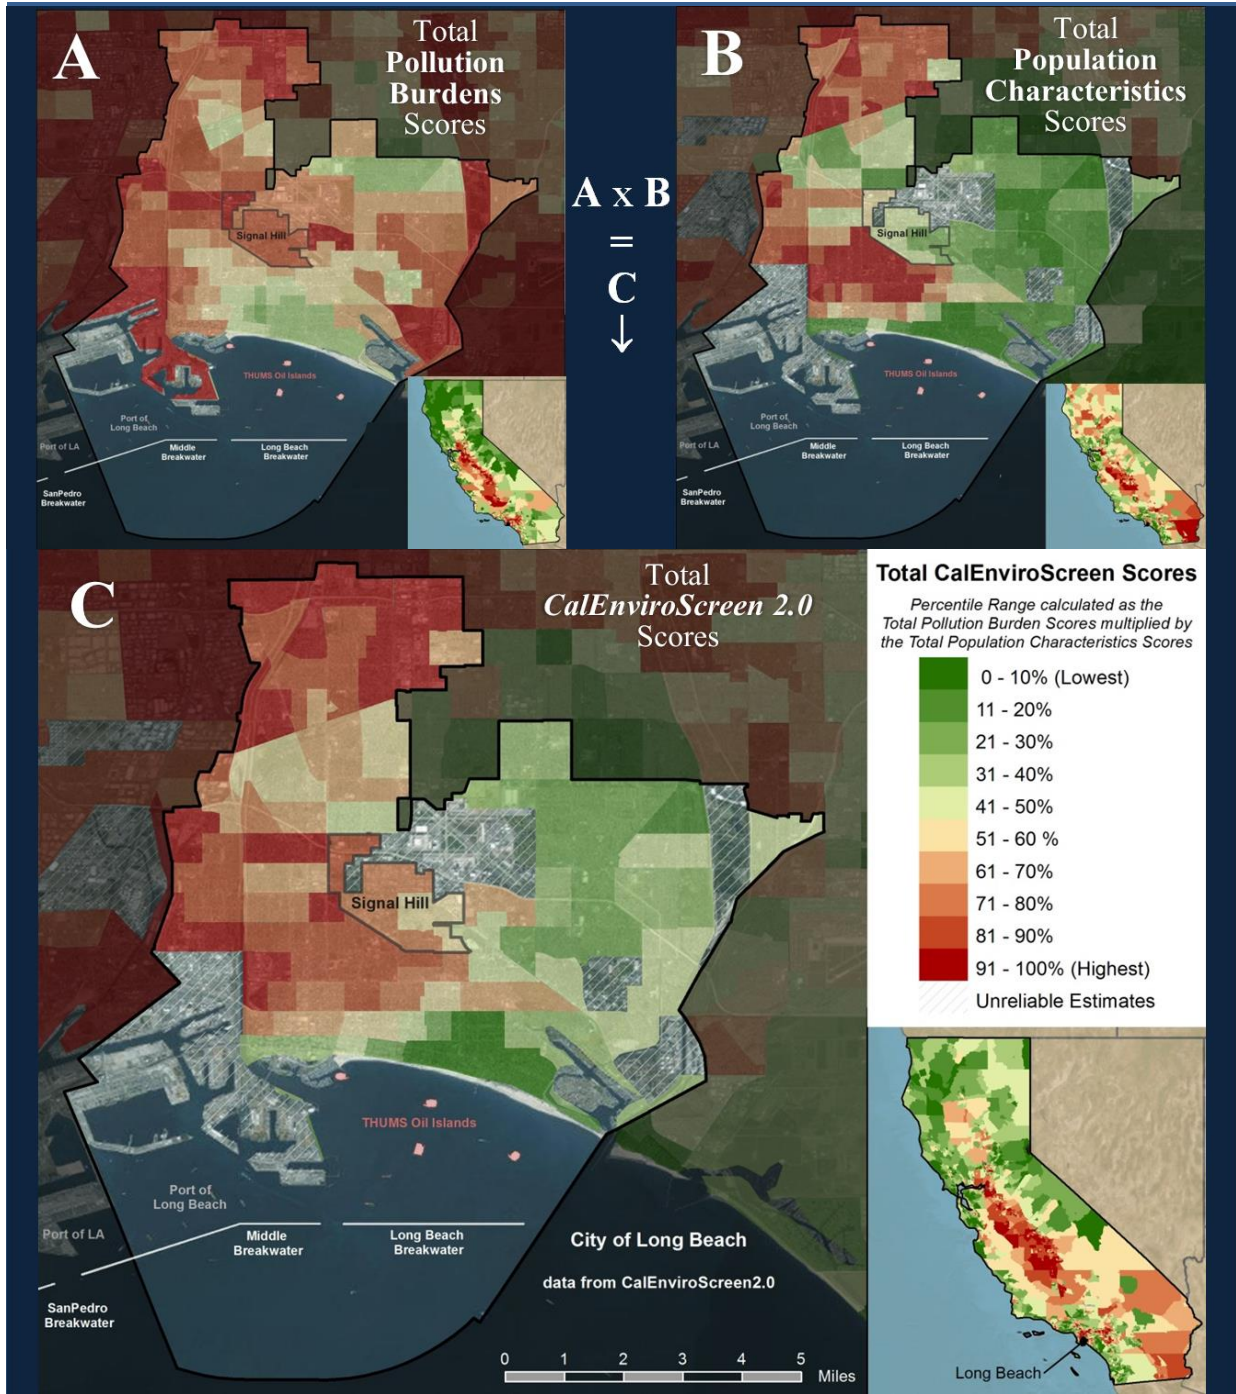 A
Total
Pollution
Burdens
Scores
Signal Hill
THUMS Oil Islands
Port of
Long Beach
Port of LA
Middle
Breakwater
Long Beach
Breakwater
SanPedro
Breakwater
A x B
=
C
↓
B
Total
Population
Characteristics
Scores
Signal Hill
THUMS Oil Islands
Port of
Long Beach
Port of LA
Middle
Breakwater
Long Beach
Breakwater
SanPedro
Breakwater
C
Total
CalEnviroScreen 2.0
Scores
Signal Hill
THUMS Oil Islands
Port of
Long Beach
Port of LA
Middle
Breakwater
Long Beach
Breakwater
SanPedro
Breakwater
City of Long Beach
data from CalEnviroScreen2.0
0 1 2 3 4 5
Miles
Total CalEnviroScreen Scores
Percentile Range calculated as the
Total Pollution Burden Scores multiplied by
the Total Population Characteristics Scores
0 - 10% (Lowest)
11 - 20%
21 - 30%
31 - 40%
41 - 50%
51 - 60 %
61 - 70%
71 - 80%
81 - 90%
91 - 100% (Highest)
Unreliable Estimates
Long Beach